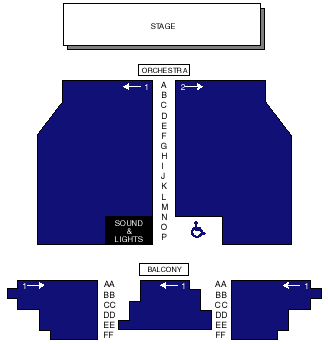 STAGE
ORCHESTRA
1 A 2
B
C
D
E
F
G
H
I
J
K
L
M
N
O
P
SOUND
&
LIGHTS
BALCONY
1 AA 1 AA 1
BB BB
CC CC
DD DD
EE EE
FF FF